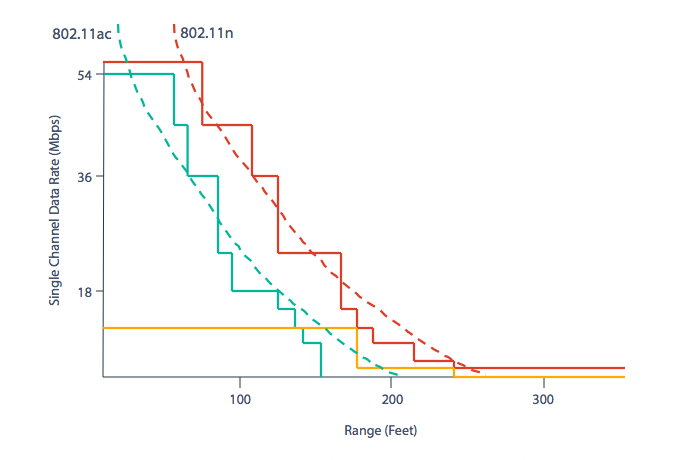 802.11ac
802.11n
54
36
18
Single Channel Data Rate (Mbps)
100
200
300
Range (Feet)